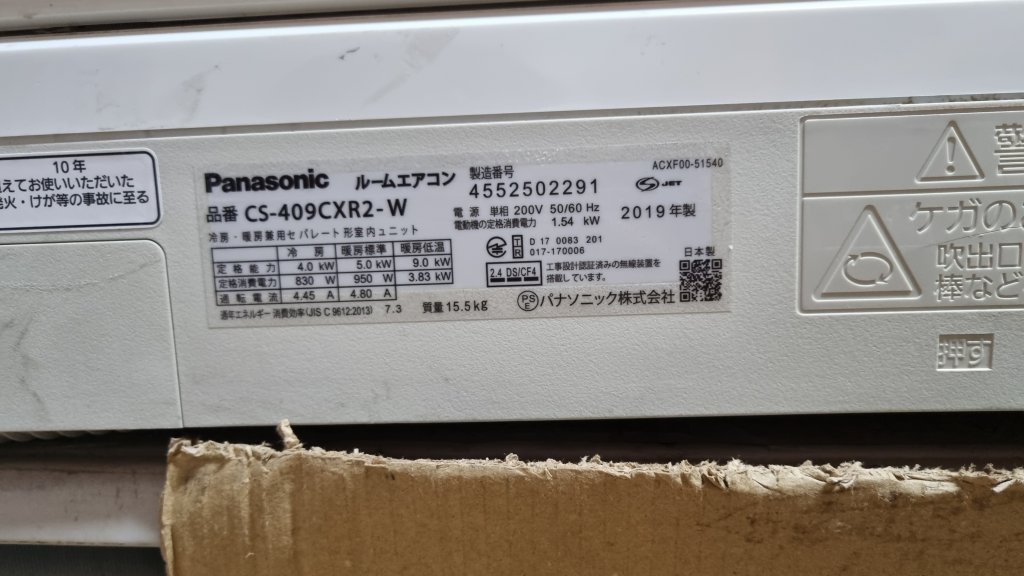 10年
えてお使いいただいた
火・けが等の事故に至る
Panasonic ルームエアコン
品番 CS-409CXR2-W
冷房・暖房兼用セパレート形室内ユニット
冷房 暖房標準 暖房低温
定格能力 4.0 kW 5.0 kW 9.0 kW
定格消費電力 830 W 950 W 3.83 kW
運転電流 4.45 A 4.80 A
通年エネルギー消費効率(JIS C 9612:2013) 7.3 質量 15.5kg
製造番号
4552502291
ACXF00-51540
JET
電源 単相 200V 50/60 Hz
電動機の定格消費電力 1.54 kW
2019年製
T D 17 0083 201
R 017-170006
2.4 DS/CF4
工事設計認証済みの無線装置を
搭載しています。
日本製
PS
E
パナソニック株式会社
警
ケガの
吹出口
棒など
押す